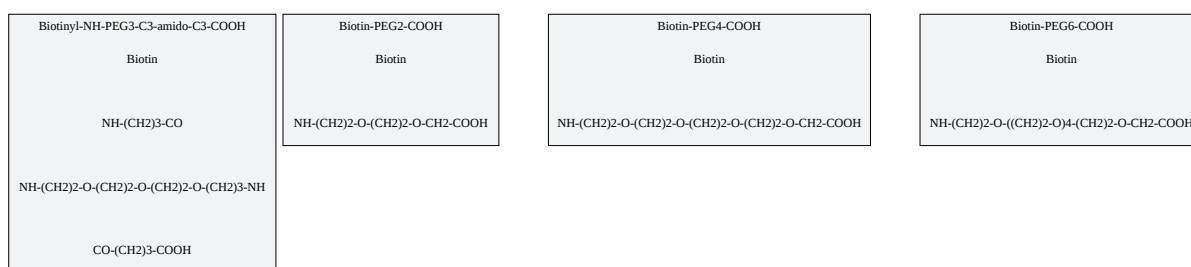 Biotinyl-NH-PEG3-C3-amido-C3-COOH
Biotin
NH-(CH2)3-CO
NH-(CH2)2-O-(CH2)2-O-(CH2)2-O-(CH2)3-NH
CO-(CH2)3-COOH
Biotin-PEG2-COOH
Biotin
NH-(CH2)2-O-(CH2)2-O-CH2-COOH
Biotin-PEG4-COOH
Biotin
NH-(CH2)2-O-(CH2)2-O-(CH2)2-O-(CH2)2-O-CH2-COOH
Biotin-PEG6-COOH
Biotin
NH-(CH2)2-O-((CH2)2-O)4-(CH2)2-O-CH2-COOH